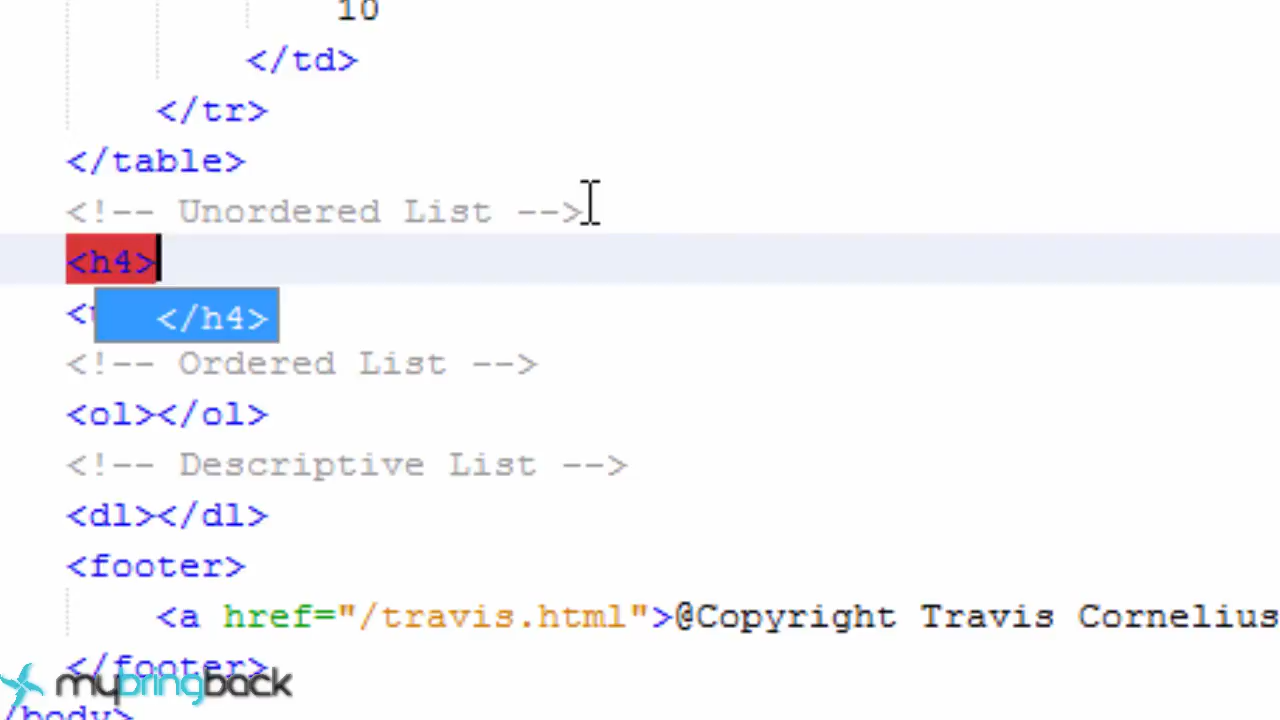 10
</td>
</tr>
</table>
<!-- Unordered List -->
<h4>
</h4>
<!-- Ordered List -->
<ol></ol>
<!-- Descriptive List -->
<dl></dl>
<footer>
<a href="/travis.html">@Copyright Travis Cornelius
</footer>
mybringback
/body>